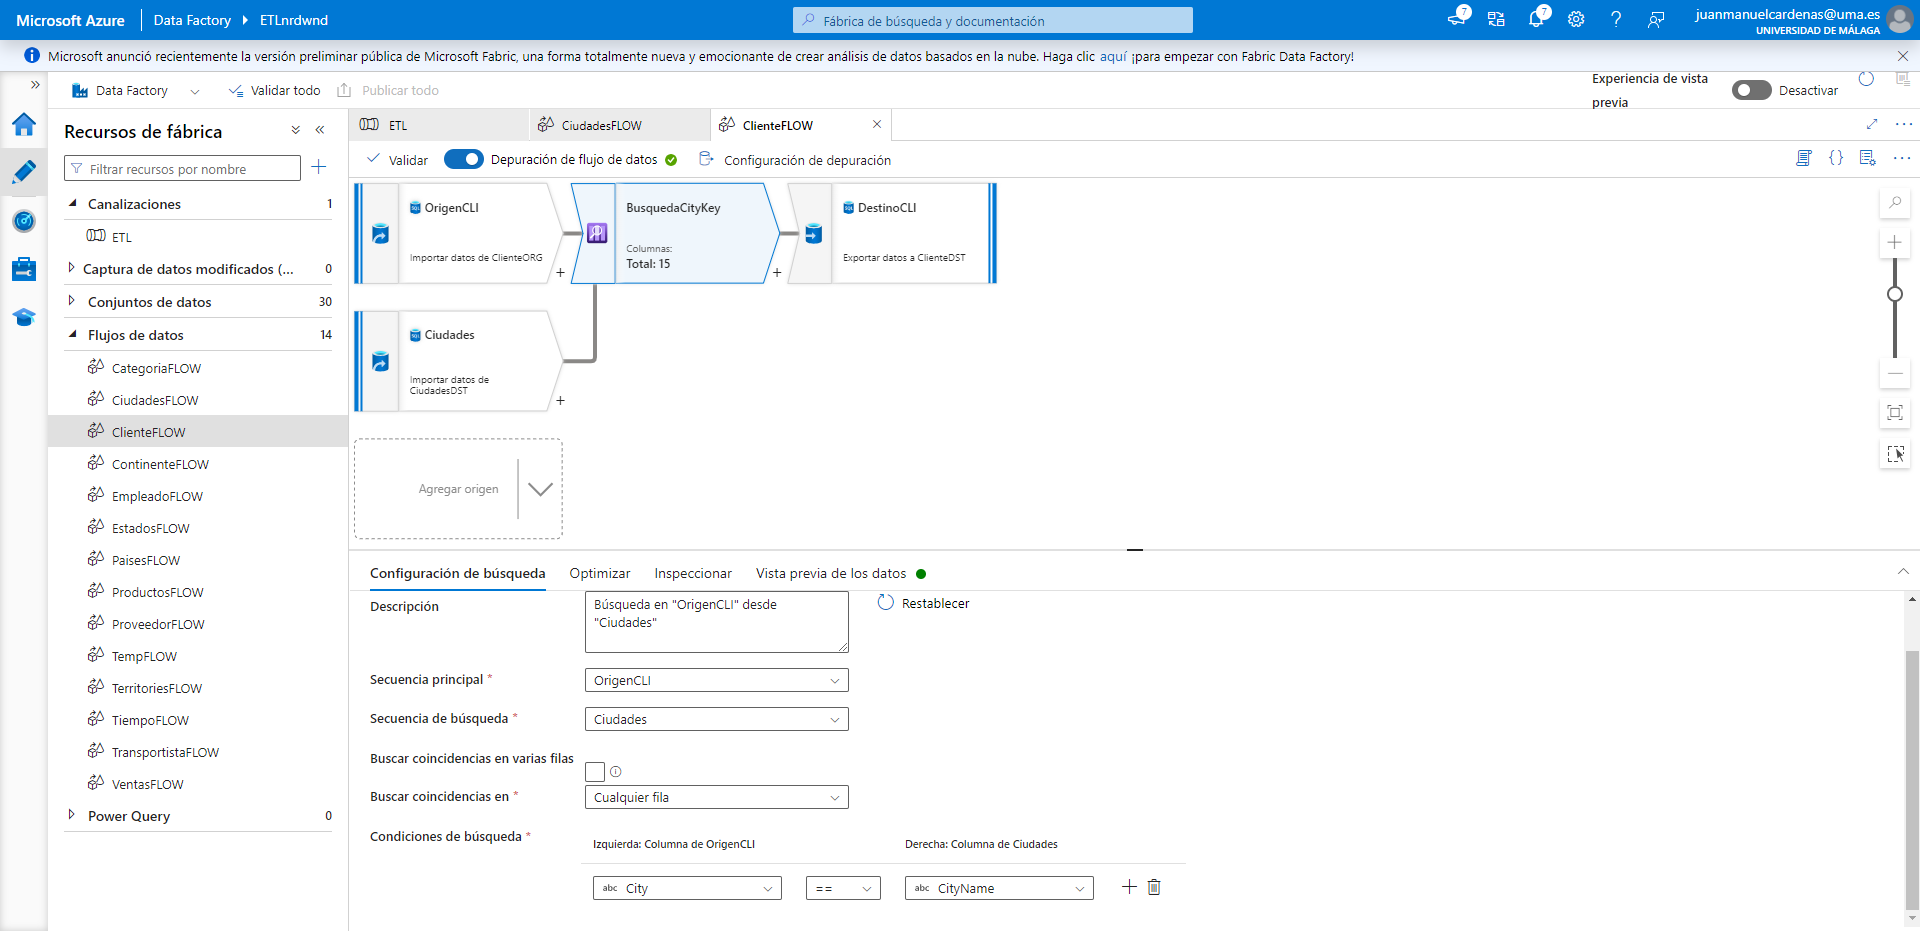 Microsoft Azure
Data Factory
ETLnrdwnd
Fábrica de búsqueda y documentación
7
7
juanmanuelcardenas@uma.es
UNIVERSIDAD DE MÁLAGA
Microsoft anunció recientemente la versión preliminar pública de Microsoft Fabric, una forma totalmente nueva y emocionante de crear análisis de datos basados en la nube. Haga clic aquí ¡para empezar con Fabric Data Factory!
Data Factory
Validar todo
Publicar todo
Experiencia de vista
previa
Desactivar
Recursos de fábrica
Filtrar recursos por nombre
Canalizaciones 1
ETL
Captura de datos modificados (... 0
Conjuntos de datos 30
Flujos de datos 14
CategoriaFLOW
CiudadesFLOW
ClienteFLOW
ContinenteFLOW
EmpleadoFLOW
EstadosFLOW
PaisesFLOW
ProductosFLOW
ProveedorFLOW
TempFLOW
TerritoriesFLOW
TiempoFLOW
TransportistaFLOW
VentasFLOW
Power Query 0
ETL
CiudadesFLOW
ClienteFLOW
Validar
Depuración de flujo de datos
Configuración de depuración
OrigenCLI
Importar datos de ClienteORG
BusquedaCityKey
Columnas:
Total: 15
DestinoCLI
Exportar datos a ClienteDST
Ciudades
Importar datos de
CiudadesDST
Agregar origen
Configuración de búsqueda
Optimizar
Inspeccionar
Vista previa de los datos
Descripción
Búsqueda en "OrigenCLI" desde
"Ciudades"
Restablecer
Secuencia principal *
OrigenCLI
Secuencia de búsqueda *
Ciudades
Buscar coincidencias en varias filas
Buscar coincidencias en *
Cualquier fila
Condiciones de búsqueda *
Izquierda: Columna de OrigenCLI
Derecha: Columna de Ciudades
abc City
==
abc CityName